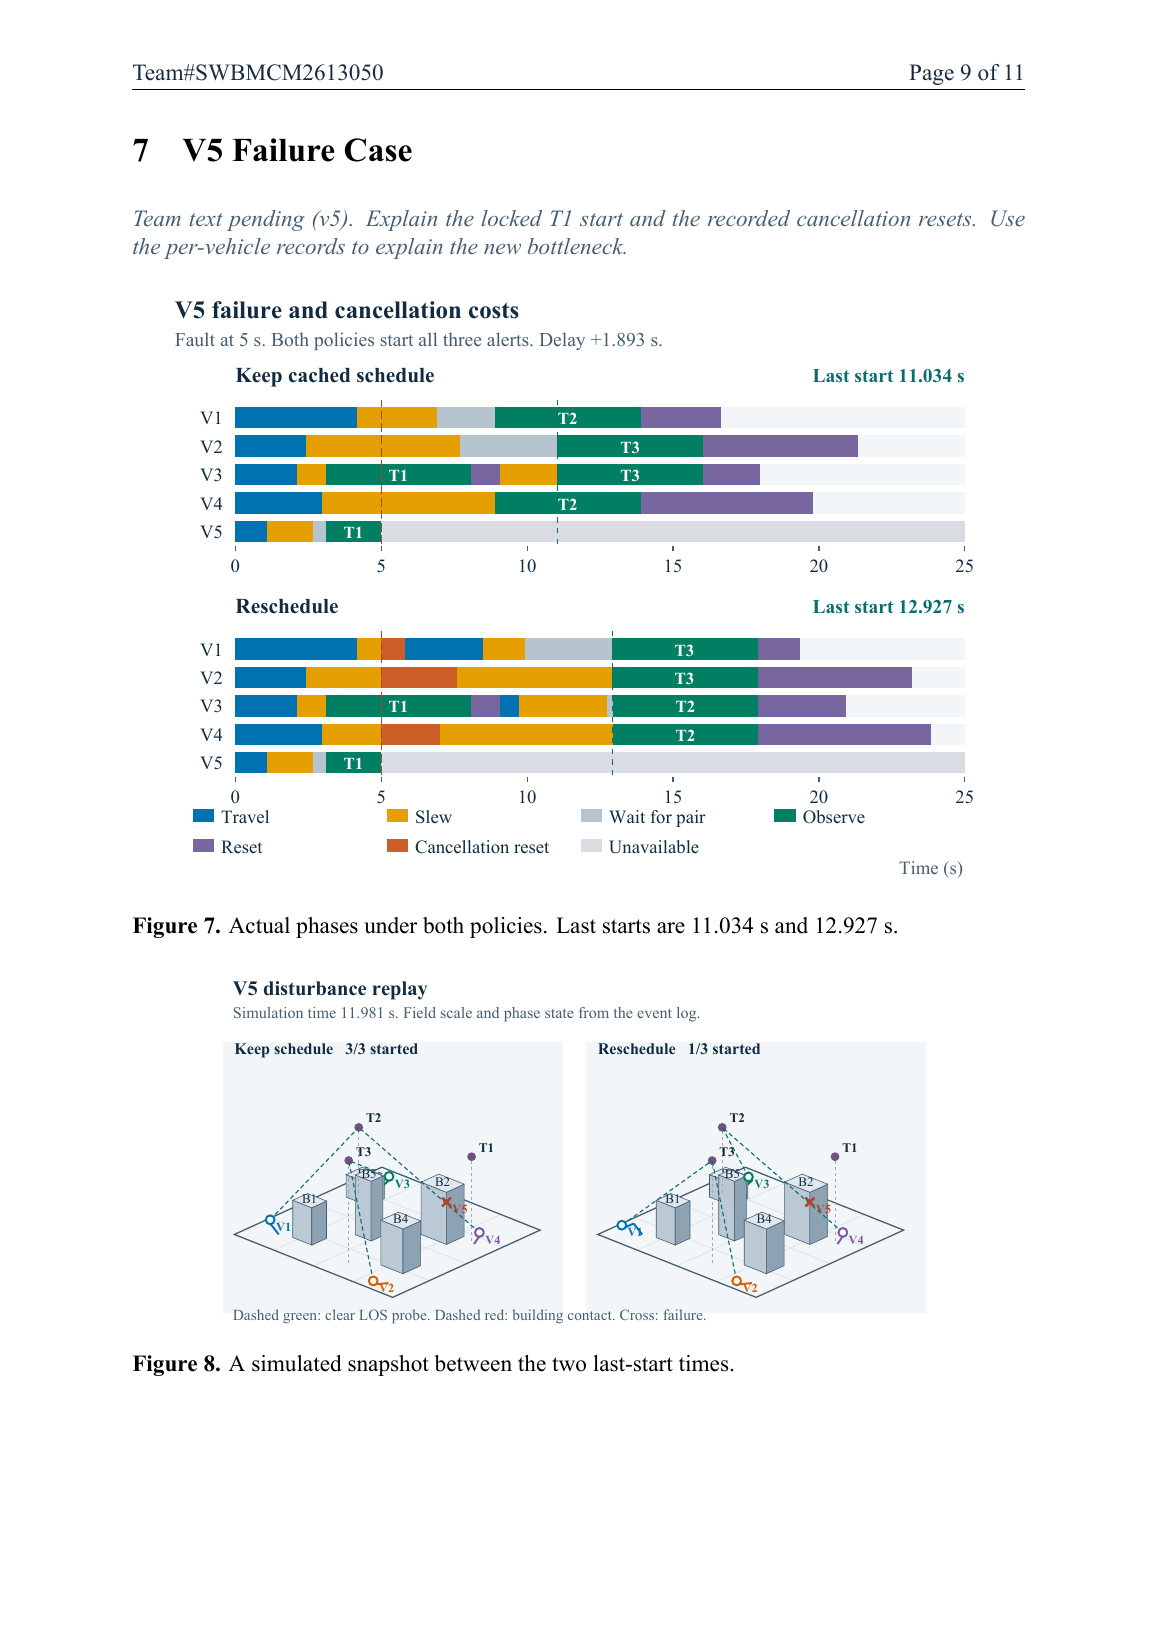 Team#SWBMCM2613050 Page 9 of 11
7 V5 Failure Case
Team text pending (v5). Explain the locked T1 start and the recorded cancellation resets. Use
the per-vehicle records to explain the new bottleneck.
V5 failure and cancellation costs
Fault at 5 s. Both policies start all three alerts. Delay +1.893 s.
Keep cached schedule Last start 11.034 s
V1 T2
V2 T3
V3 T1 T3
V4 T2
V5 T1
0 5 10 15 20 25
Reschedule Last start 12.927 s
V1 T3
V2 T3
V3 T1 T2
V4 T2
V5 T1
0 5 10 15 20 25
Travel Slew Wait for pair Observe
Reset Cancellation reset Unavailable
Time (s)
Figure 7. Actual phases under both policies. Last starts are 11.034 s and 12.927 s.
V5 disturbance replay
Simulation time 11.981 s. Field scale and phase state from the event log.
Keep schedule 3/3 started Reschedule 1/3 started
T2 T2
T3 T1 T3 T1
B1 V3 B2 B1 V3 B2
V1 B4 V5 V4 V1 B4 V5 V4
V2 V2
Dashed green: clear LOS probe. Dashed red: building contact. Cross: failure.
Figure 8. A simulated snapshot between the two last-start times.